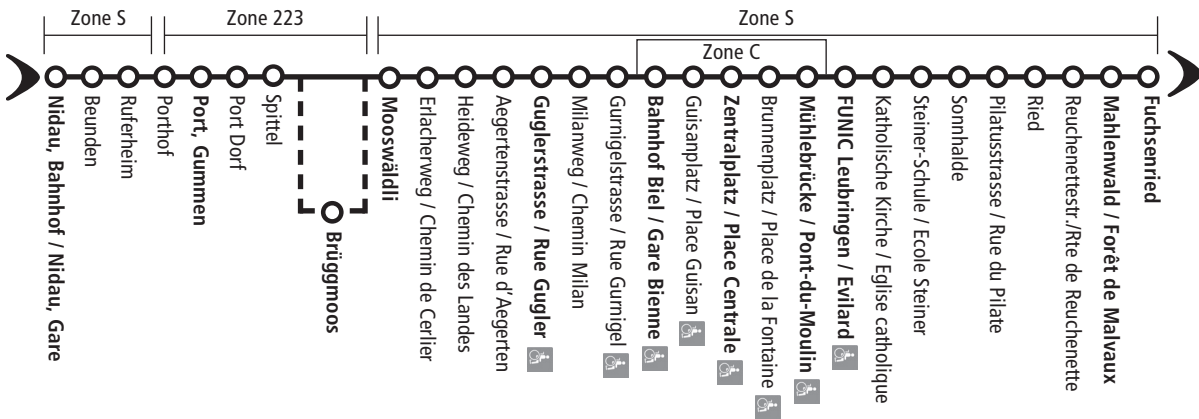 Zone S
Zone 223
Zone S
Zone C
Nidau, Bahnhof / Nidau, Gare
Beunden
Ruferheim
Porthof
Port, Gummen
Port Dorf
Spittel
Brüggmoos
Mooswäldli
Erlacherweg / Chemin de Cerlier
Heideweg / Chemin des Landes
Aegertenstrasse / Rue d'Aegerten
Guglerstrasse / Rue Gugler
Milanweg / Chemin Milan
Gurnigelstrasse / Rue Gurnigel
Bahnhof Biel / Gare Bienne
Guisanplatz / Place Guisan
Zentralplatz / Place Centrale
Brunnenplatz / Place de la Fontaine
Mühlebrücke / Pont-du-Moulin
FUNIC Leubringen / Evilard
Katholische Kirche / Eglise catholique
Steiner-Schule / Ecole Steiner
Sonnhalde
Pilatusstrasse / Rue du Pilate
Ried
Reuchenettestr./Rte de Reuchenette
Mahlenwald / Forêt de Malvaux
Fuchsenried